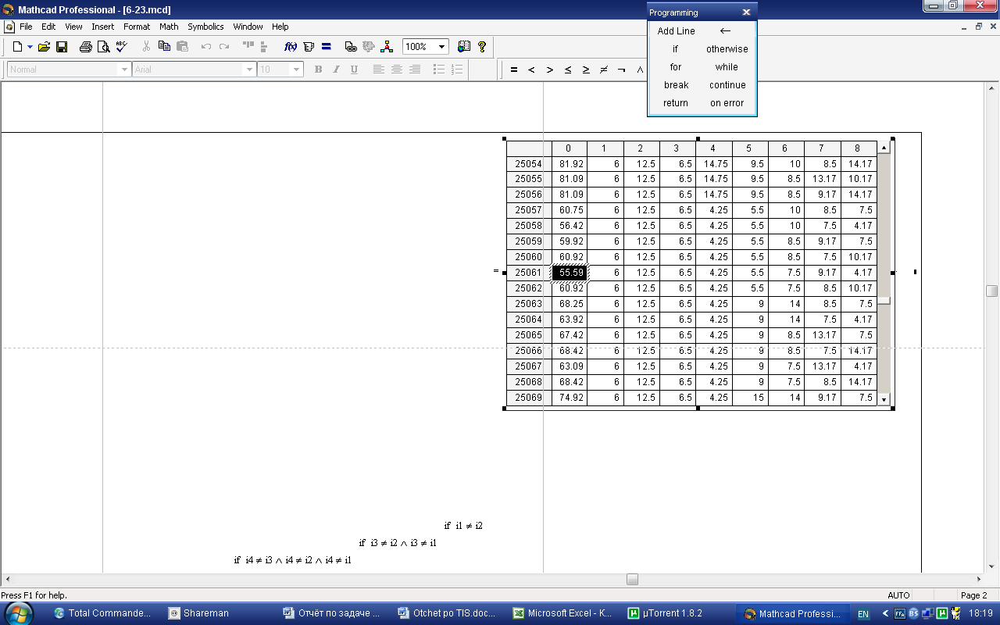 Mathcad Professional - [6-23.mcd]
File Edit View Insert Format Math Symbolics Window Help
100%
Normal Arial 10 B I U = < > ≤ ≥ ≠ ¬ ∧
Programming
Add Line ←
if otherwise
for while
break continue
return on error
0 1 2 3 4 5 6 7 8
25054 81.92 6 12.5 6.5 14.75 9.5 10 8.5 14.17
25055 81.09 6 12.5 6.5 14.75 9.5 8.5 13.17 10.17
25056 81.09 6 12.5 6.5 14.75 9.5 8.5 9.17 14.17
25057 60.75 6 12.5 6.5 4.25 5.5 10 8.5 7.5
25058 56.42 6 12.5 6.5 4.25 5.5 10 7.5 4.17
25059 59.92 6 12.5 6.5 4.25 5.5 8.5 9.17 7.5
25060 60.92 6 12.5 6.5 4.25 5.5 8.5 7.5 10.17
= 25061 55.59 6 12.5 6.5 4.25 5.5 7.5 9.17 4.17
25062 60.92 6 12.5 6.5 4.25 5.5 7.5 8.5 10.17
25063 68.25 6 12.5 6.5 4.25 9 14 8.5 7.5
25064 63.92 6 12.5 6.5 4.25 9 14 7.5 4.17
25065 67.42 6 12.5 6.5 4.25 9 8.5 13.17 7.5
25066 68.42 6 12.5 6.5 4.25 9 8.5 7.5 14.17
25067 63.09 6 12.5 6.5 4.25 9 7.5 13.17 4.17
25068 68.42 6 12.5 6.5 4.25 9 7.5 8.5 14.17
25069 74.92 6 12.5 6.5 4.25 15 14 9.17 7.5
if i1 ≠ i2
if i3 ≠ i2 ∧ i3 ≠ i1
if i4 ≠ i3 ∧ i4 ≠ i2 ∧ i4 ≠ i1
Press F1 for help. AUTO Page 2
Total Commande... Shareman Отчёт по задаче ... Otchet po TIS.doc... Microsoft Excel - K... µTorrent 1.8.2 Mathcad Professi... EN 18:19